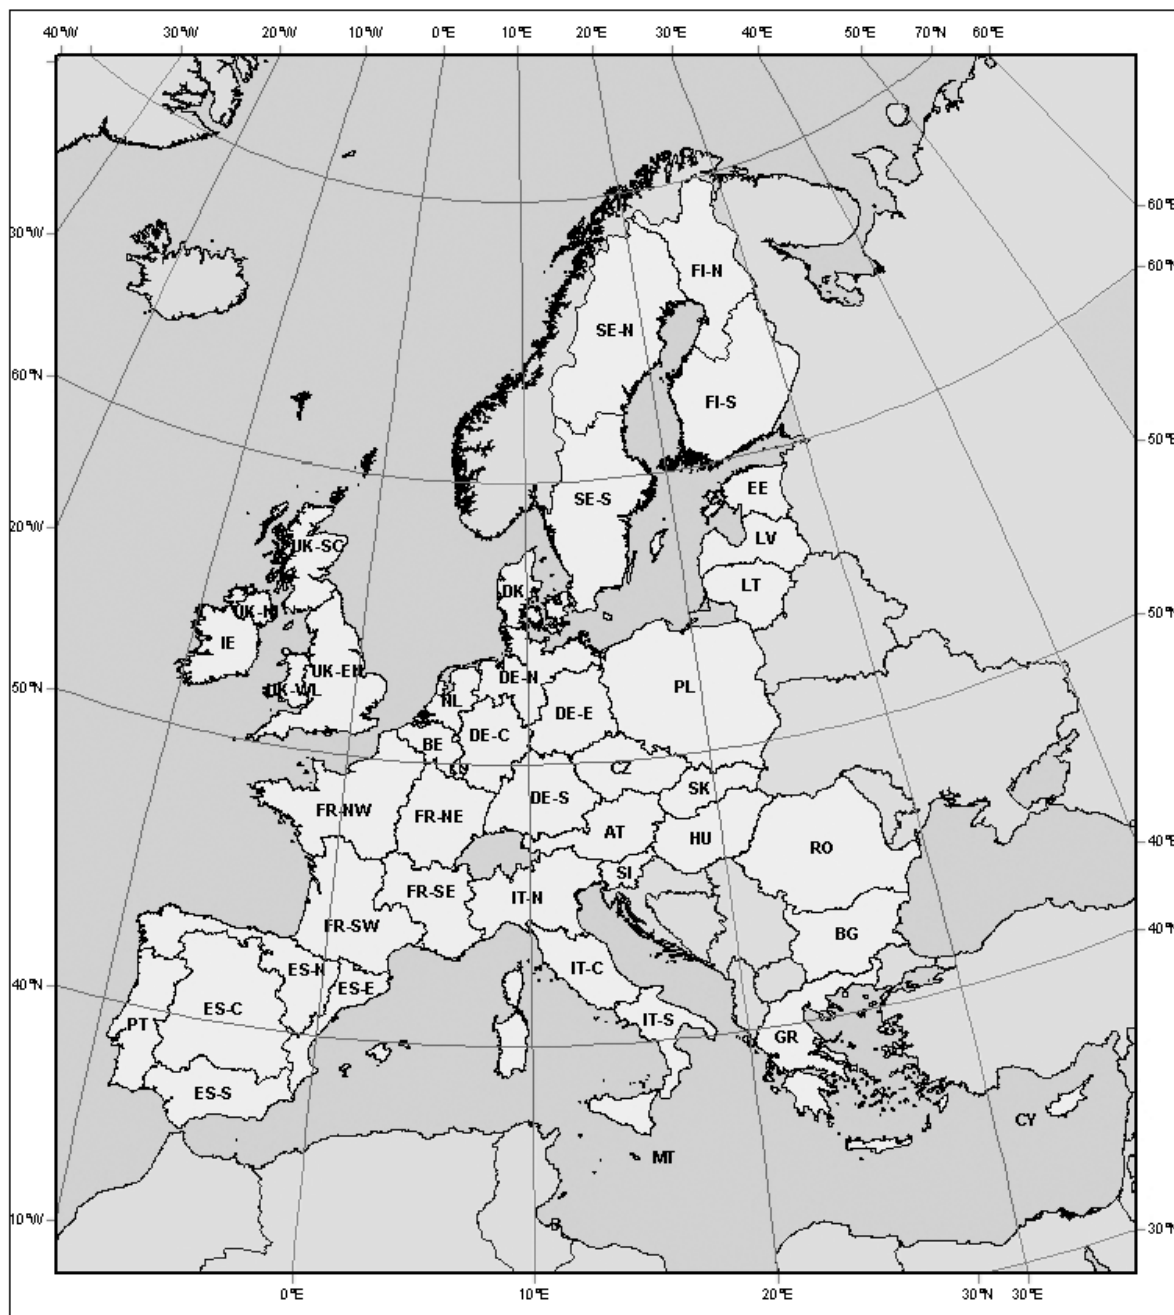 40°W 30°W 20°W 10°W 0°E 10°E 20°E 30°E 40°E 50°E 70°N 60°E
60°E
30°W
60°N
FI-N
SE-N
60°N
FI-S
50°E
EE
SE-S
20°W
LV
UK-SC
LT
DK
UK-NI
50°N
IE
UK-EN
DE-N
50°N
UK-WL
NL
PL
DE-E
BE
DE-C
LU
CZ
SK
DE-S
FR-NW
FR-NE
AT
HU
40°E
RO
SI
FR-SE
IT-N
FR-SW
BG
40°N
ES-N
IT-C
40°N
ES-E
ES-C
PT
IT-S
GR
ES-S
CY
MT
10°W
B
30°N
0°E 10°E 20°E 30°N 30°E